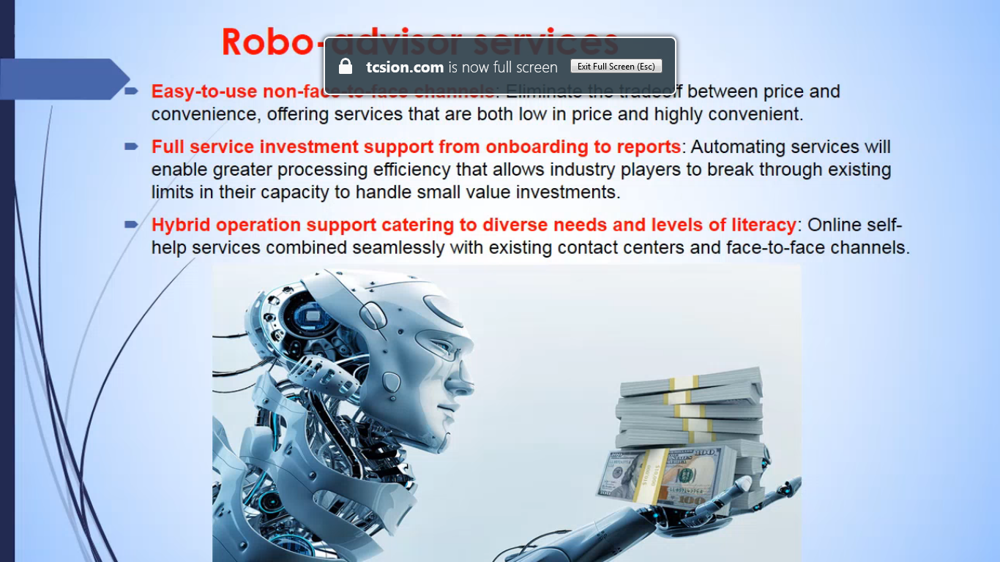 Robo-advisor services
tcsion.com is now full screen
Exit Full Screen (Esc)
Easy-to-use non-face-to-face channels: Eliminate the tradeoff between price and
convenience, offering services that are both low in price and highly convenient.
Full service investment support from onboarding to reports: Automating services will
enable greater processing efficiency that allows industry players to break through existing
limits in their capacity to handle small value investments.
Hybrid operation support catering to diverse needs and levels of literacy: Online self-
help services combined seamlessly with existing contact centers and face-to-face channels.
100
100
100